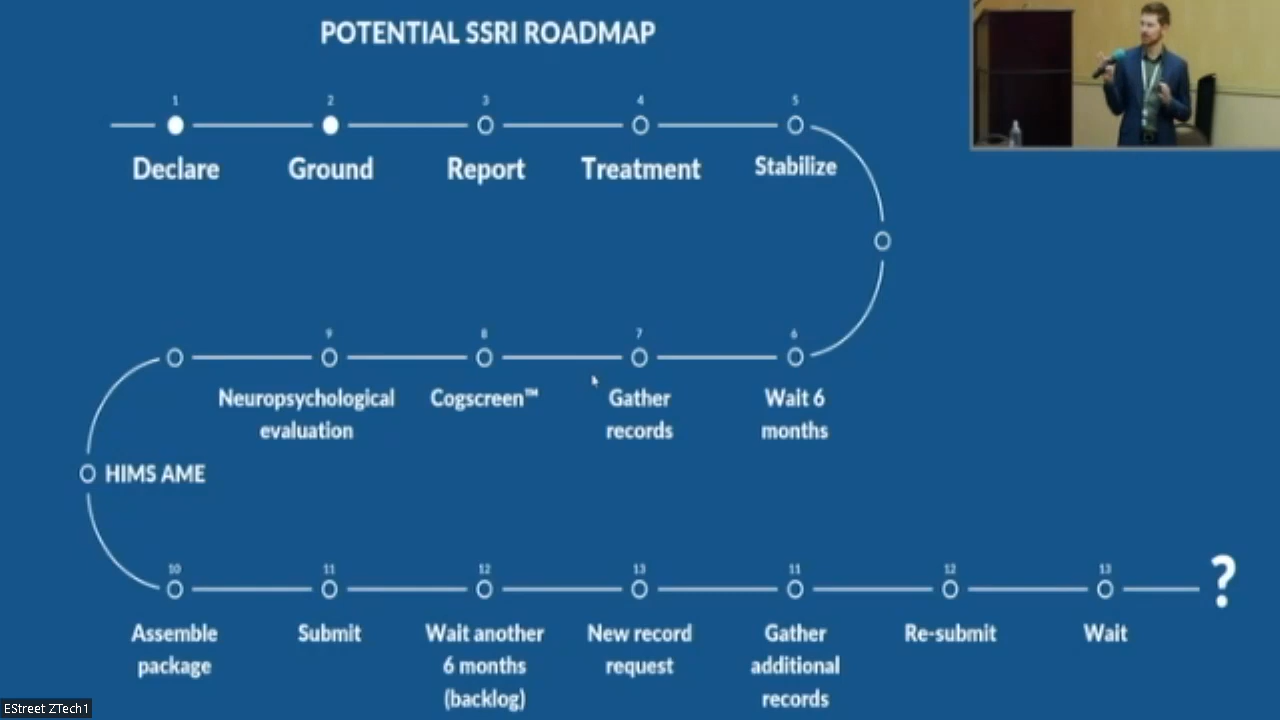 POTENTIAL SSRI ROADMAP
1
2
3
4
5
Declare
Ground
Report
Treatment
Stabilize
9
8
7
6
Neuropsychological
evaluation
Cogscreen™
Gather
records
Wait 6
months
HIMS AME
10
11
12
13
11
12
13
?
Assemble
package
Submit
Wait another
6 months
(backlog)
New record
request
Gather
additional
records
Re-submit
Wait
EStreet ZTech1